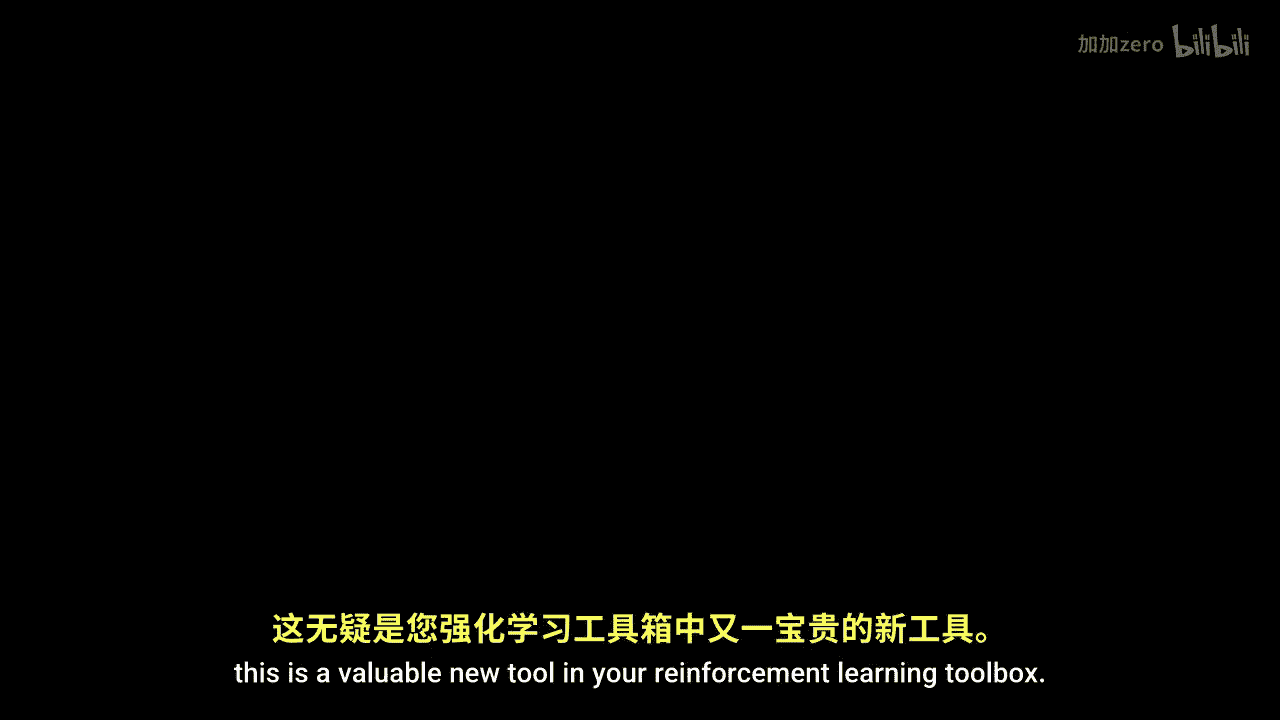 加加zero bilibili
这无疑是您强化学习工具箱中又一宝贵的新工具。
this is a valuable new tool in your reinforcement learning toolbox.